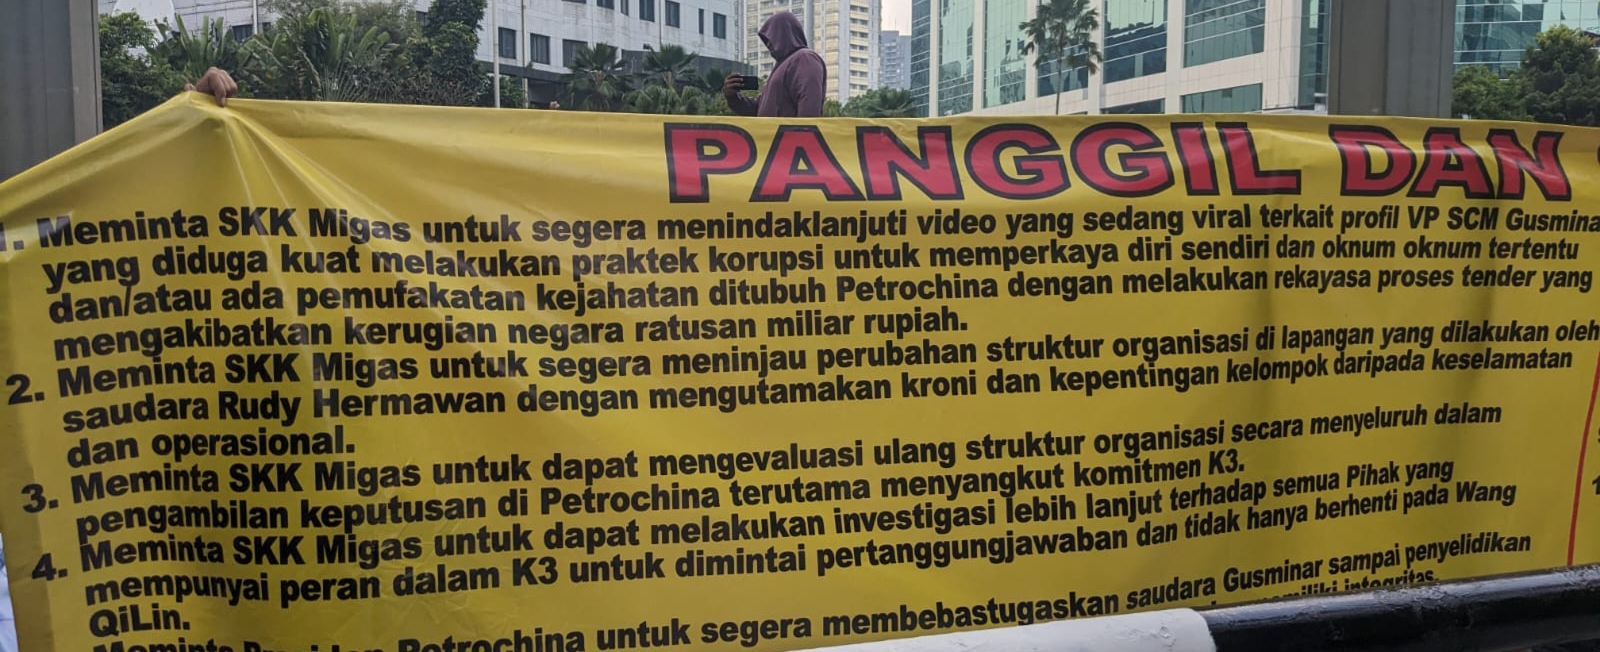 PANGGIL DAN
1. Meminta SKK Migas untuk segera menindaklanjuti video yang sedang viral terkait profil VP SCM Gusmina
yang diduga kuat melakukan praktek korupsi untuk memperkaya diri sendiri dan oknum oknum tertentu
dan/atau ada pemufakatan kejahatan ditubuh Petrochina dengan melakukan rekayasa proses tender yang
mengakibatkan kerugian negara ratusan miliar rupiah.
2. Meminta SKK Migas untuk segera meninjau perubahan struktur organisasi di lapangan yang dilakukan oleh
saudara Rudy Hermawan dengan mengutamakan kroni dan kepentingan kelompok daripada keselamatan
dan operasional.
3. Meminta SKK Migas untuk dapat mengevaluasi ulang struktur organisasi secara menyeluruh dalam
pengambilan keputusan di Petrochina terutama menyangkut komitmen K3.
4. Meminta SKK Migas untuk dapat melakukan investigasi lebih lanjut terhadap semua Pihak yang
mempunyai peran dalam K3 untuk dimintai pertanggungjawaban dan tidak hanya berhenti pada Wang
QiLin.
Meminta Presiden Petrochina untuk segera membebastugaskan saudara Gusminar sampai penyelidikan
memiliki integritas.